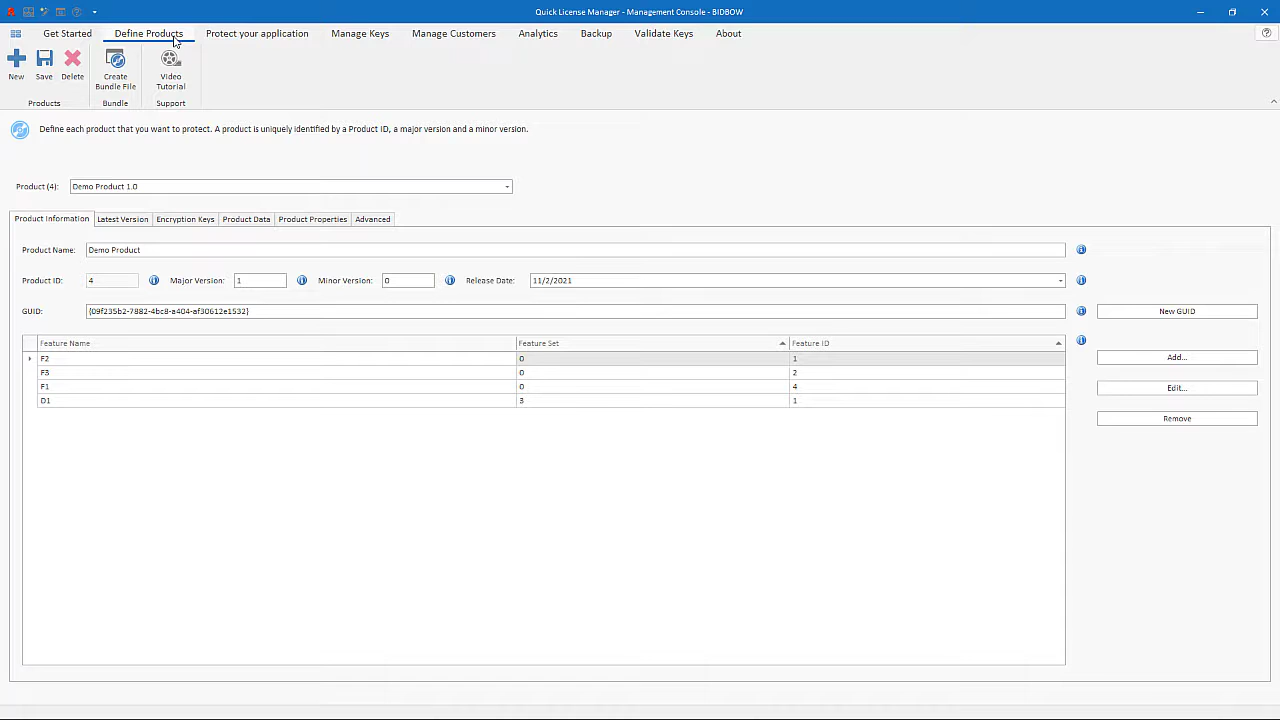 Quick License Manager - Management Console - BIDBOW
Get Started Define Products Protect your application Manage Keys Manage Customers Analytics Backup Validate Keys About
New Save Delete Create Bundle File Video Tutorial
Products Bundle Support
Define each product that you want to protect. A product is uniquely identified by a Product ID, a major version and a minor version.
Product (4): Demo Product 1.0
Product Information Latest Version Encryption Keys Product Data Product Properties Advanced
Product Name: Demo Product
Product ID: 4 Major Version: 1 Minor Version: 0 Release Date: 11/2/2021
GUID: {09f235b2-7882-4bc8-a404-af30612e1532} New GUID
Feature Name Feature Set Feature ID
F2 0 1 Add...
F3 0 2
F1 0 4 Edit...
D1 3 1
Remove